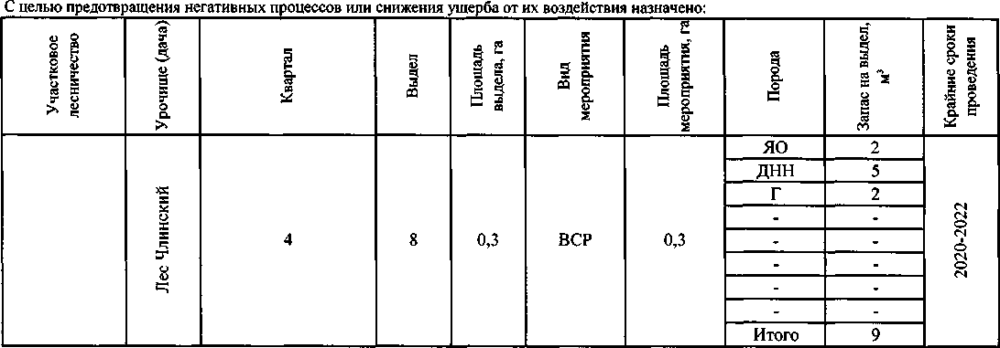 С целью предотвращения негативных процессов или снижения ущерба от их воздействия назначено:
Участковое
лесничество
Урочище (дача)
Квартал
Выдел
Площадь
выдела, га
Вид
мероприятия
Площадь
мероприятия, га
Порода
Запас на выдел,
м³
Крайние сроки
проведения
Лес Члинский
4
8
0,3
ВСР
0,3
ЯО 2
ДНН 5
Г 2
- -
- -
- -
- -
- -
Итого 9
2020-2022